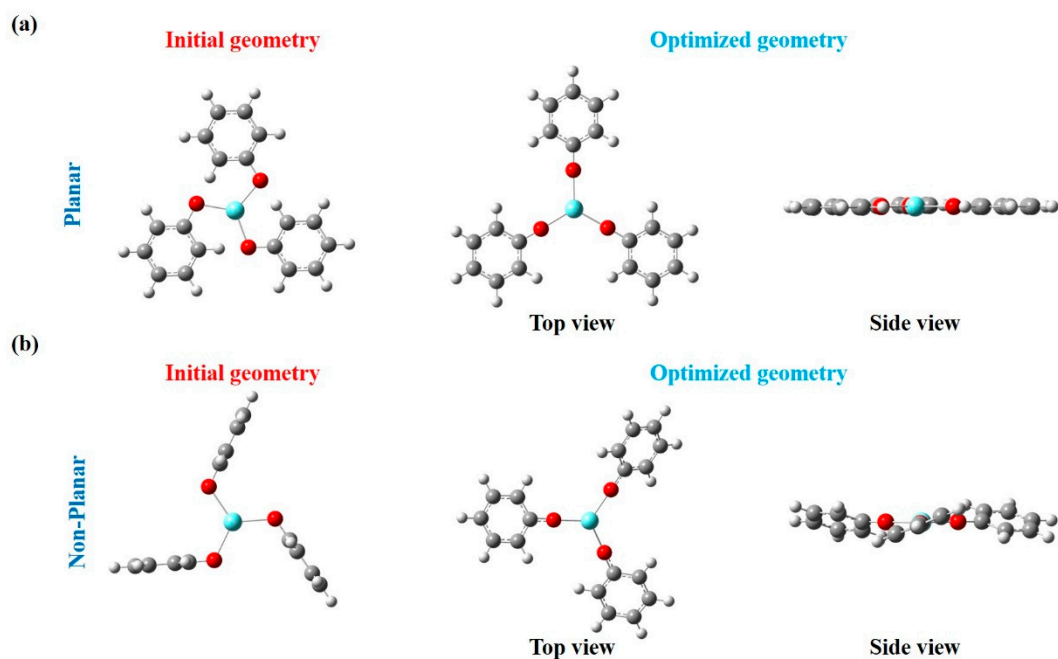 (a)
Initial geometry
Optimized geometry
Planar
Top view
Side view
(b)
Initial geometry
Optimized geometry
Non-Planar
Top view
Side view